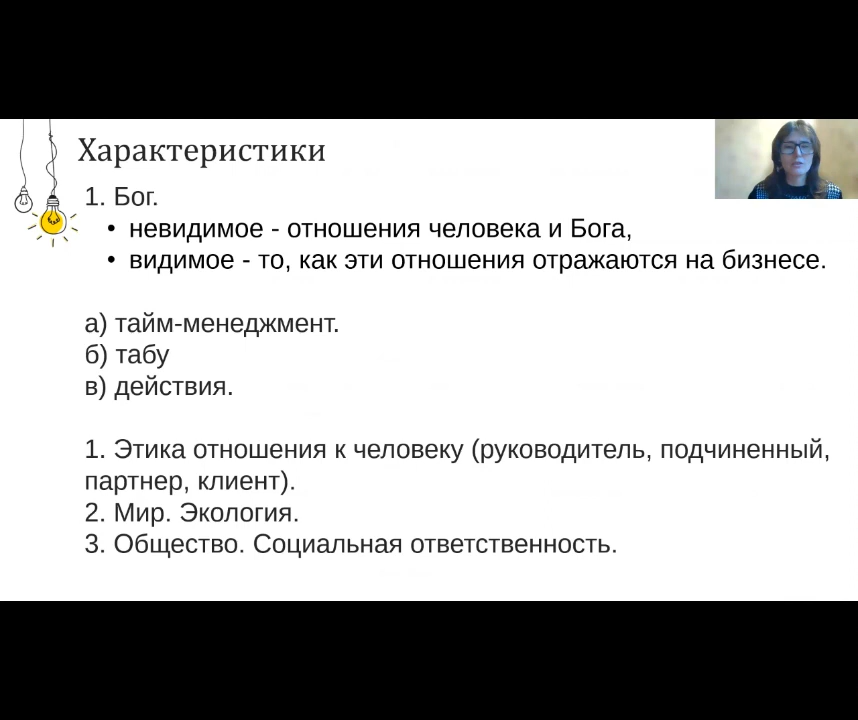 Характеристики
1. Бог.
• невидимое - отношения человека и Бога,
• видимое - то, как эти отношения отражаются на бизнесе.
а) тайм-менеджмент.
б) табу
в) действия.
1. Этика отношения к человеку (руководитель, подчиненный,
партнер, клиент).
2. Мир. Экология.
3. Общество. Социальная ответственность.